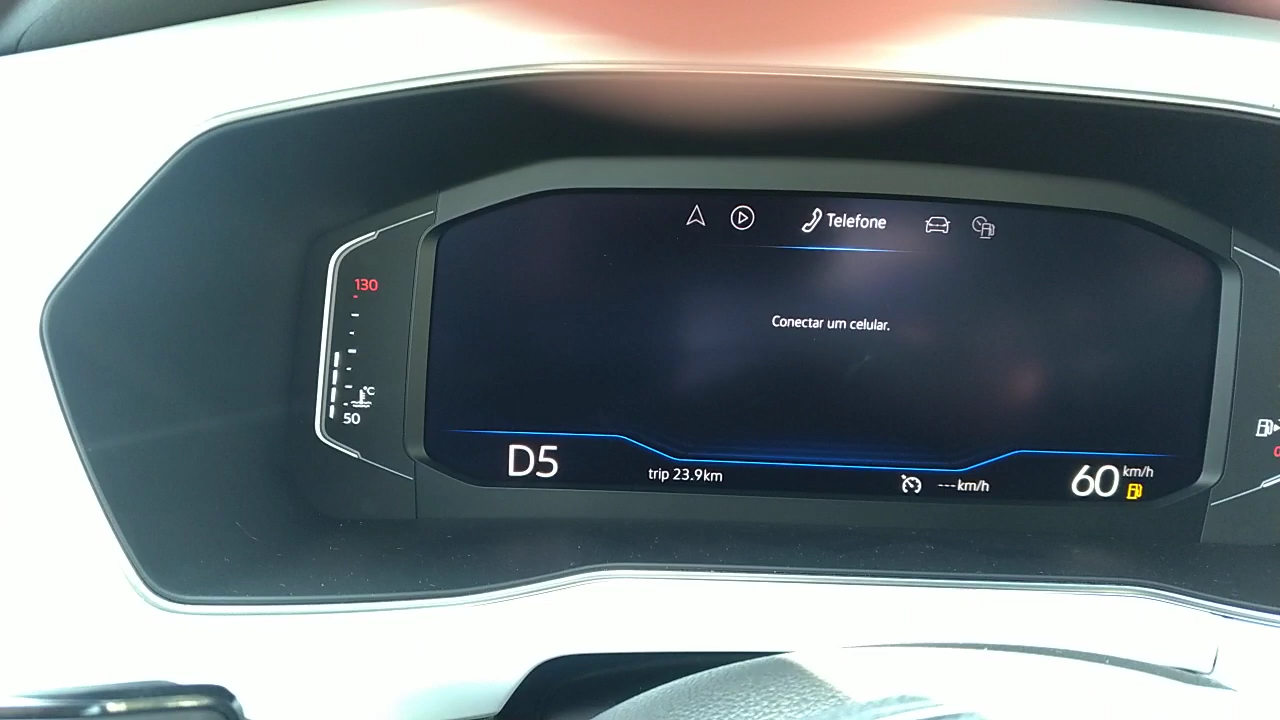 Telefone
130
Conectar um celular.
°C
50
D5
trip 23.9km
---km/h
60 km/h